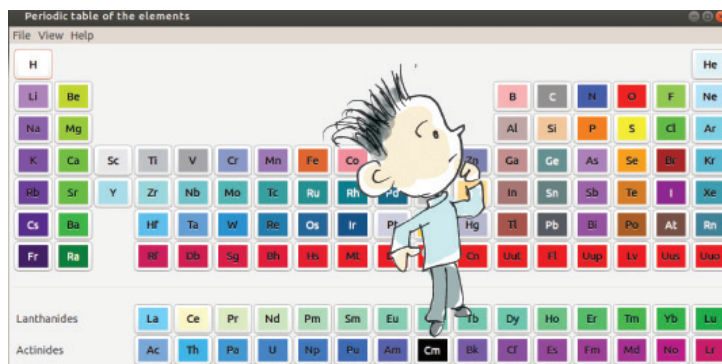 Periodic table of the elements
File View Help
H He
Li Be B C N O F Ne
Na Mg Al Si P S Cl Ar
K Ca Sc Ti V Cr Mn Fe Co Zn Ga Ge As Se Br Kr
Rb Sr Y Zr Nb Mo Tc Ru Rh Pd In Sn Sb Te I Xe
Cs Ba Hf Ta W Re Os Ir Pt Hg Tl Pb Bi Po At Rn
Fr Ra Rf Db Sg Bh Hs Mt Cn Uut Fl Uup Lv Uus Uuo
Lanthanides La Ce Pr Nd Pm Sm Eu Tb Dy Ho Er Tm Yb Lu
Actinides Ac Th Pa U Np Pu Am Cm Bk Cf Es Fm Md No Lr